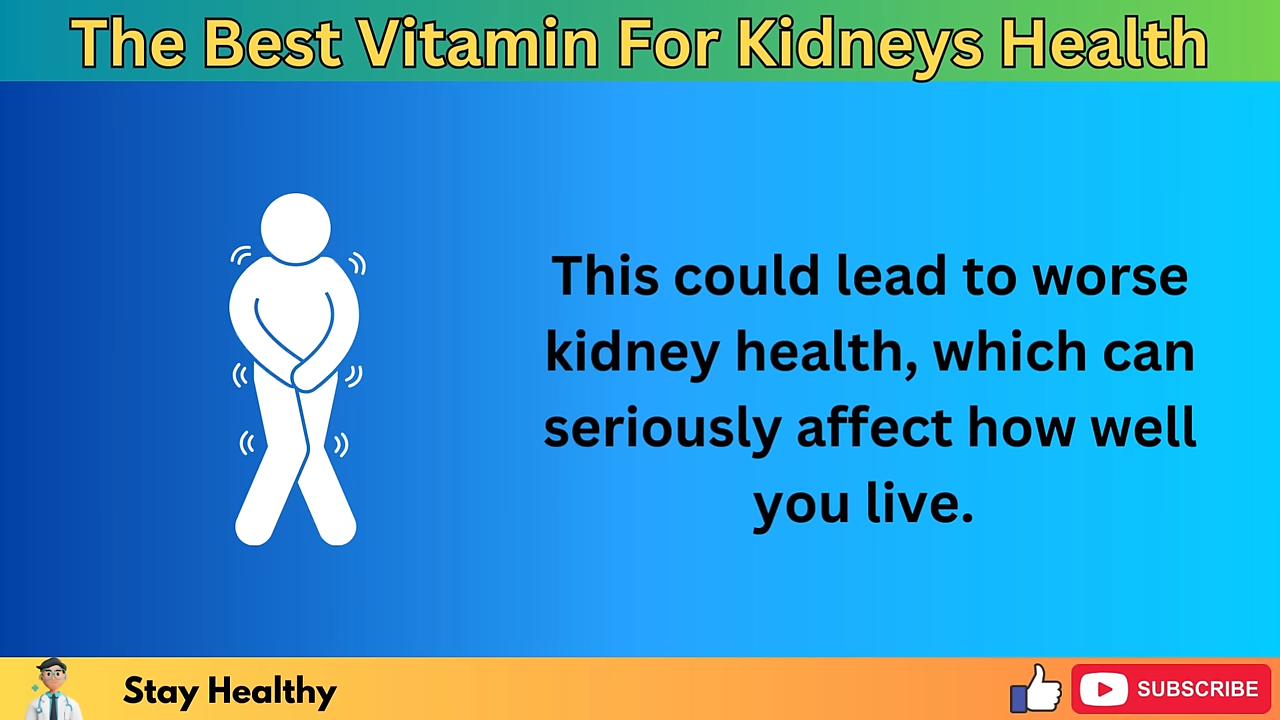 The Best Vitamin For Kidneys Health
This could lead to worse
kidney health, which can
seriously affect how well
you live.
Stay Healthy
SUBSCRIBE